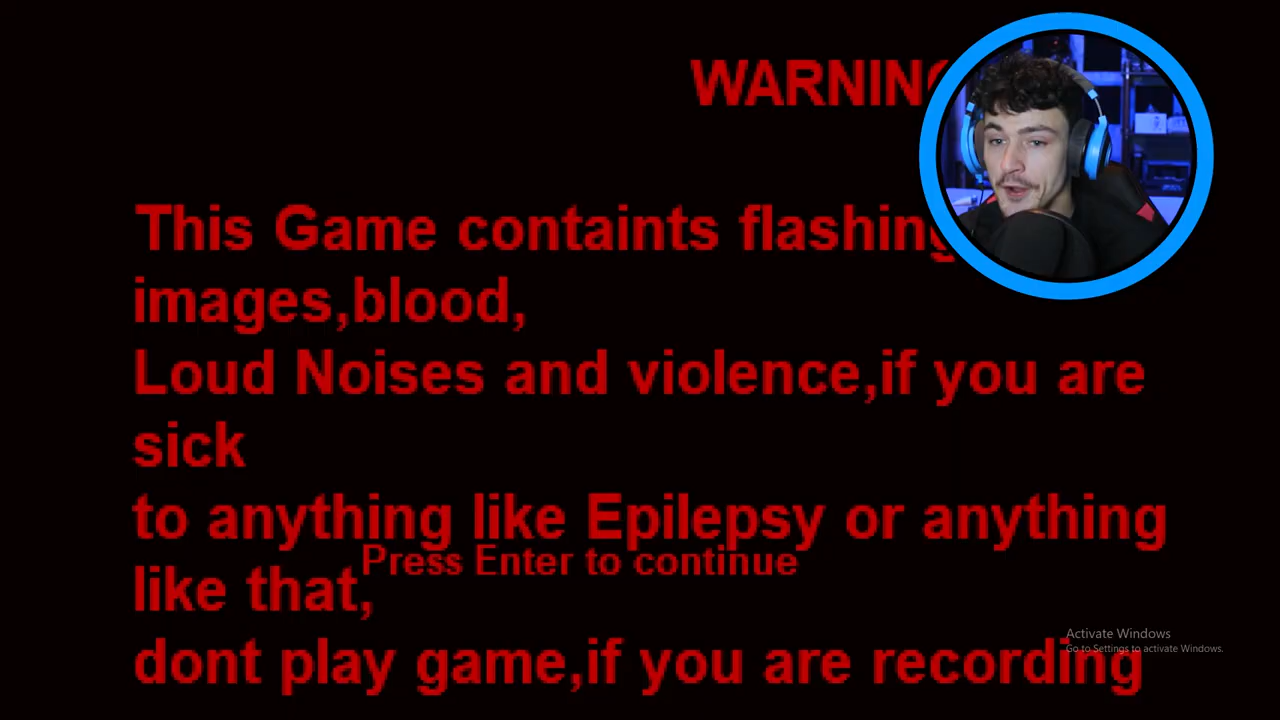 WARNING
This Game containts flashing
images,blood,
Loud Noises and violence,if you are
sick
to anything like Epilepsy or anything
Press Enter to continue
like that,
dont play game,if you are recording
Activate Windows
Go to Settings to activate Windows.